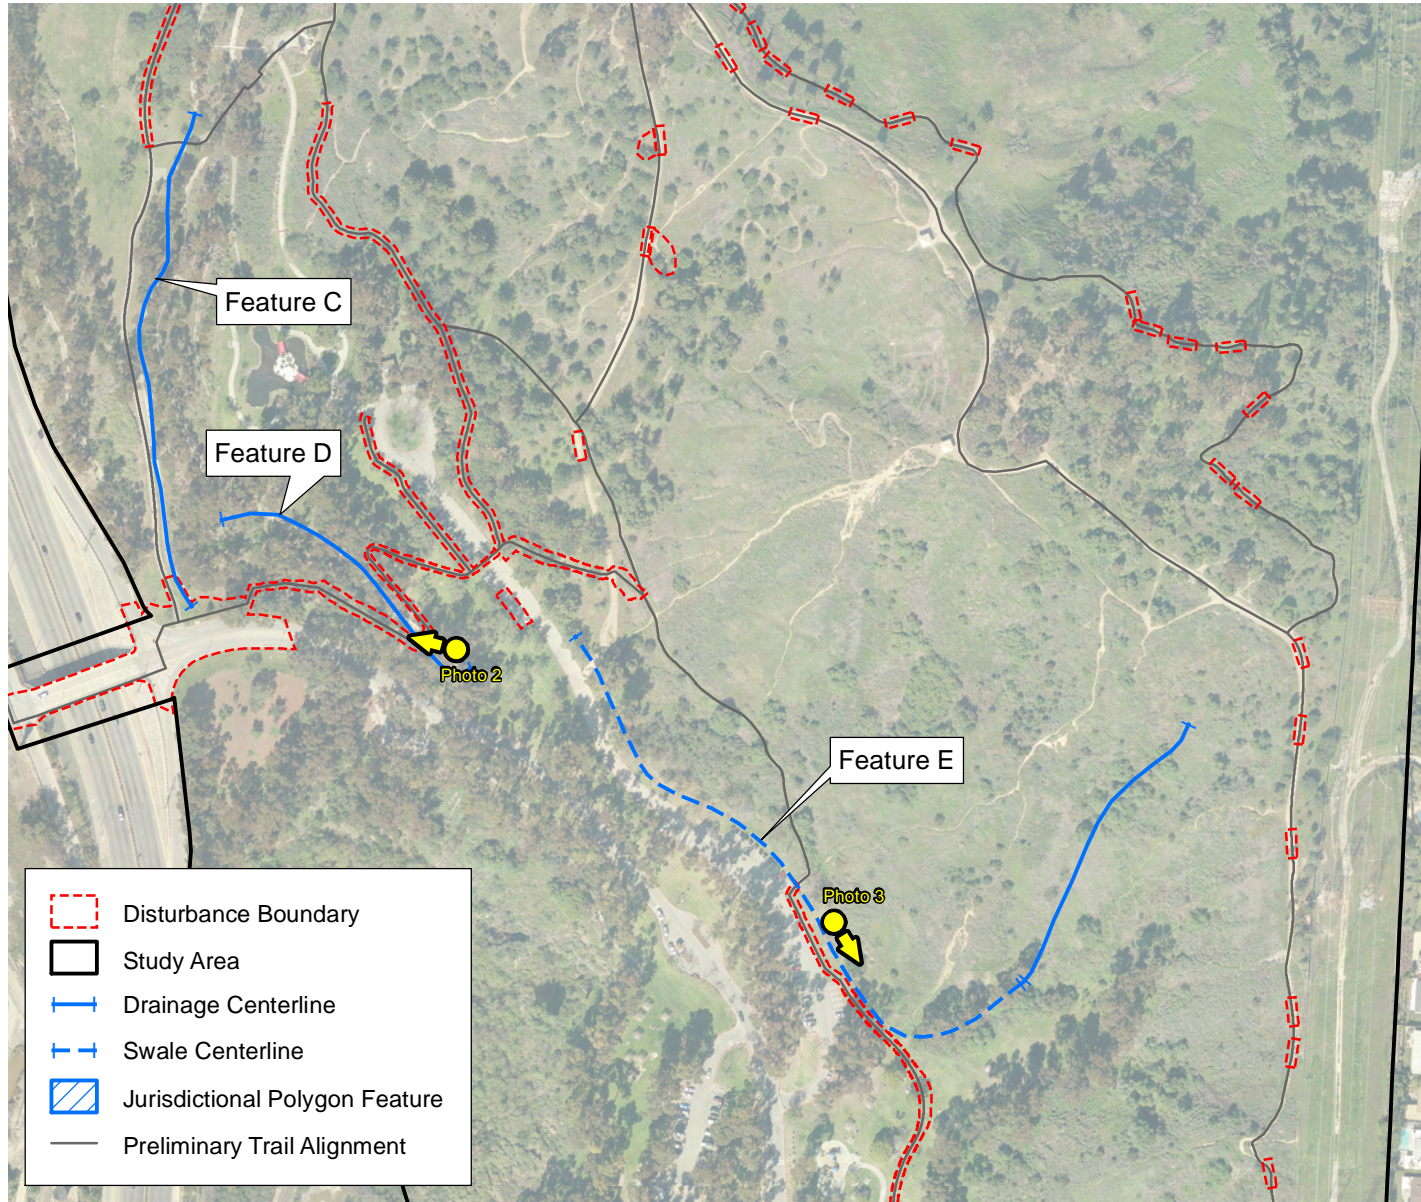 Feature C
Feature D
Photo 2
Feature E
Photo 3
Disturbance Boundary
Study Area
Drainage Centerline
Swale Centerline
Jurisdictional Polygon Feature
Preliminary Trail Alignment